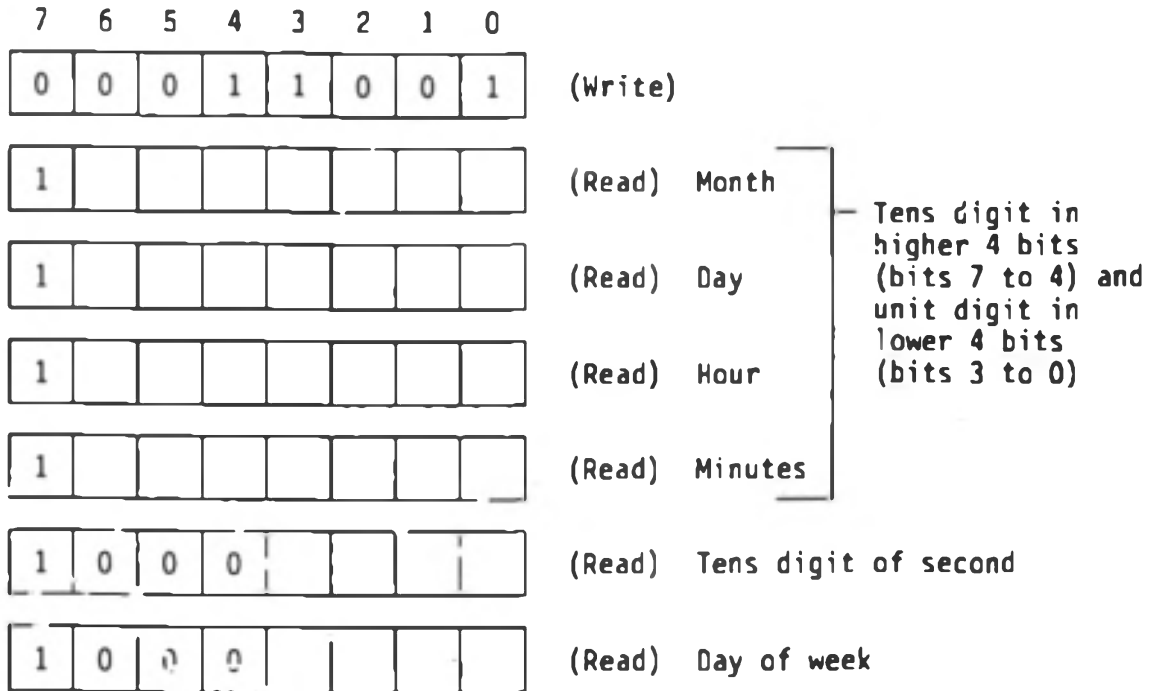 7 6 5 4 3 2 1 0
0 0 0 1 1 0 0 1 (Write)
1 (Read) Month
Tens digit in
higher 4 bits
1 (Read) Day (bits 7 to 4) and
unit digit in
lower 4 bits
1 (Read) Hour (bits 3 to 0)
1 (Read) Minutes
1 0 0 0 (Read) Tens digit of second
1 0 0 0 (Read) Day of week